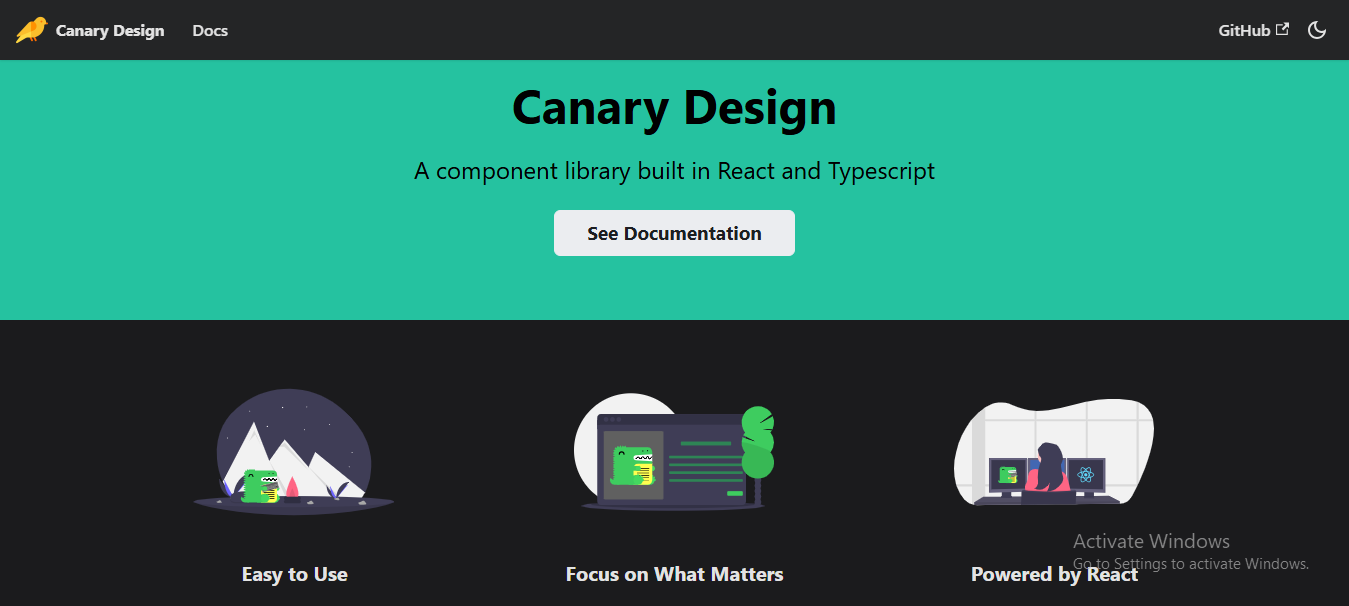 Canary Design
Docs
GitHub
Canary Design
A component library built in React and Typescript
See Documentation
Easy to Use
Focus on What Matters
Powered by React
Activate Windows
Go to Settings to activate Windows.